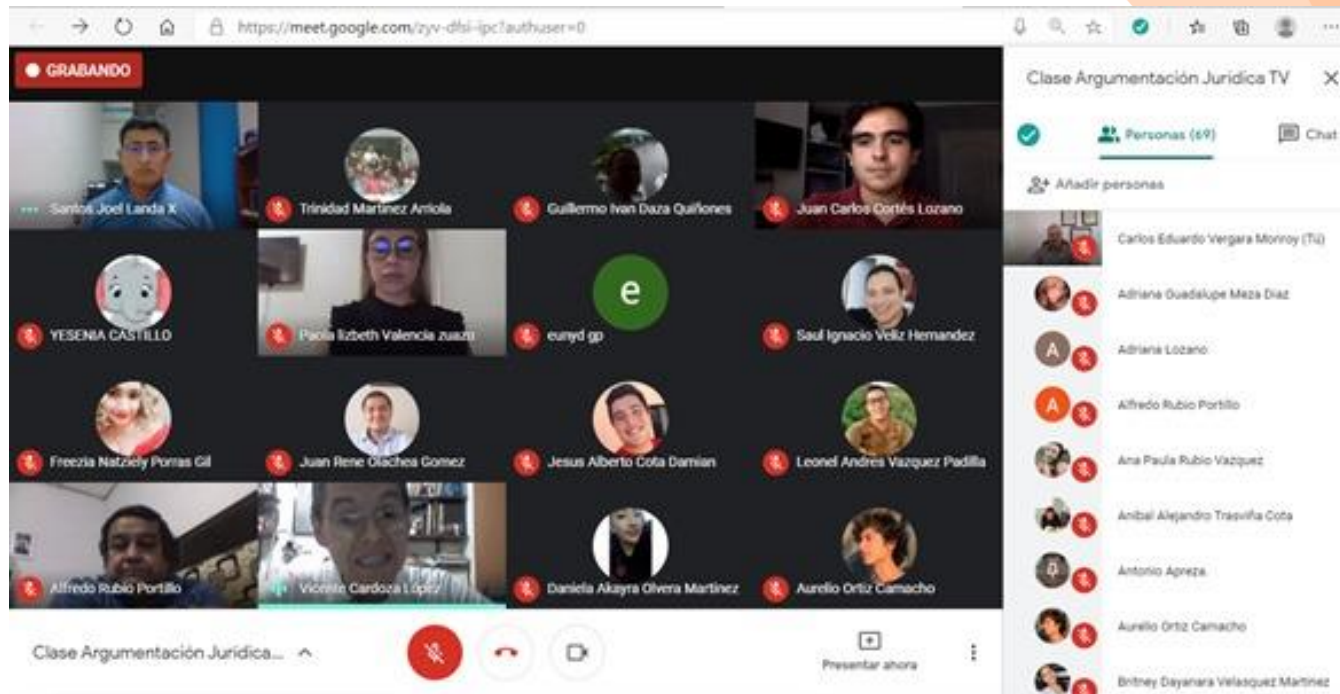 https://meet.google.com/zyv-dfsi-ipc?authuser=0
GRABANDO
Santos Joel Landa X
Trinidad Martinez Arriola
Guillermo Ivan Daza Quiñones
Juan Carlos Cortés Lozano
YESENIA CASTILLO
Paola lizbeth Valencia zuazo
e
eunyd gp
Saul Ignacio Veliz Hernandez
Freezia Natziely Porras Gil
Juan Rene Olachea Gomez
Jesus Alberto Cota Damian
Leonel Andres Vazquez Padilla
Alfredo Rubio Portillo
Vicente Cardoza López
Daniela Akayra Olvera Martinez
Aurelio Ortiz Camacho
Clase Argumentación Jurídica...
Presentar ahora
Clase Argumentación Jurídica TV
Personas (69)
Chat
Añadir personas
Carlos Eduardo Vergara Monroy (Tú)
Adriana Guadalupe Meza Diaz
A
Adriana Lozano
A
Alfredo Rubio Portillo
Ana Paula Rubio Vazquez
Anibal Alejandro Trasviña Cota
Antonio Apreza
Aurelio Ortiz Camacho
Britney Dayanara Velasquez Martinez